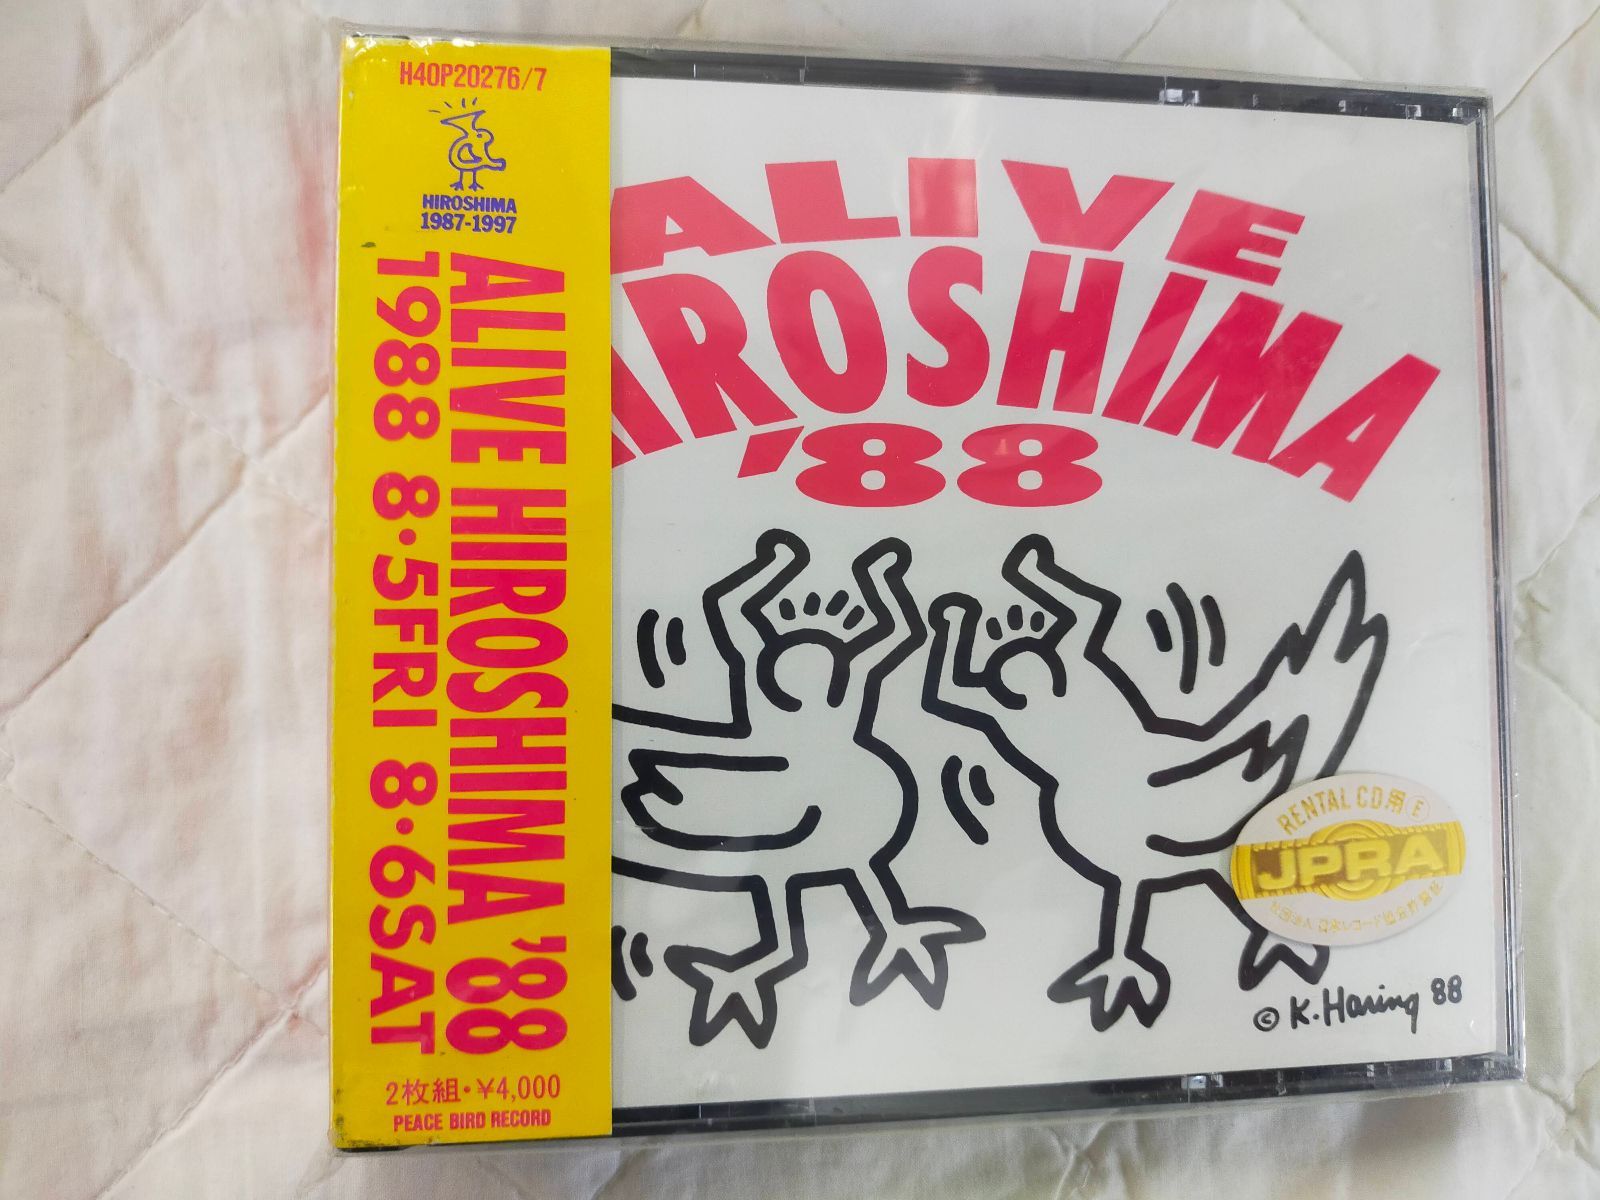 H40P20276/7
HIROSHIMA
1987-1997
ALIVE HIROSHIMA '88
1988 8·5FRI 8·6SAT
2枚組·¥4,000
PEACE BIRD RECORD
ALIVE
HIROSHIMA
'88
RENTAL CD用 E
JPRA
© K. Haring 88